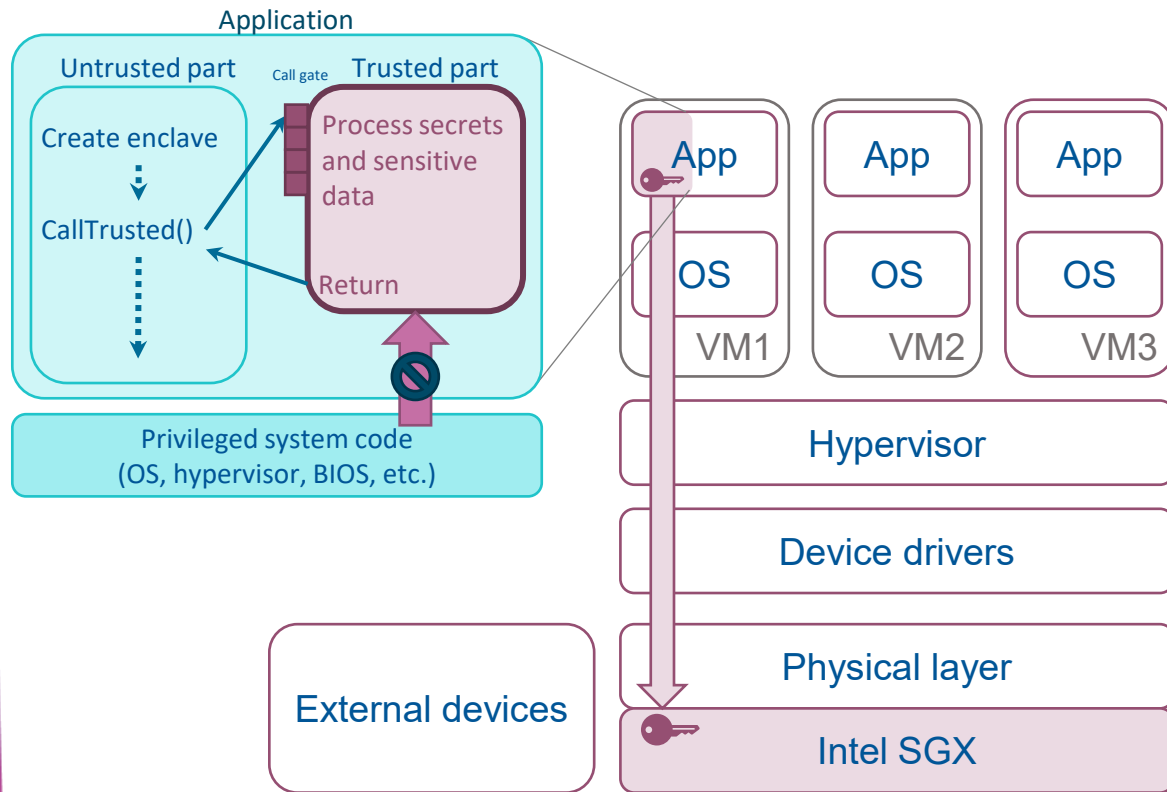 Application
Untrusted part
Call gate
Trusted part
Create enclave
CallTrusted()
Process secrets
and sensitive
data
Return
Privileged system code
(OS, hypervisor, BIOS, etc.)
App
App
App
OS
OS
OS
VM1
VM2
VM3
Hypervisor
Device drivers
Physical layer
External devices
Intel SGX